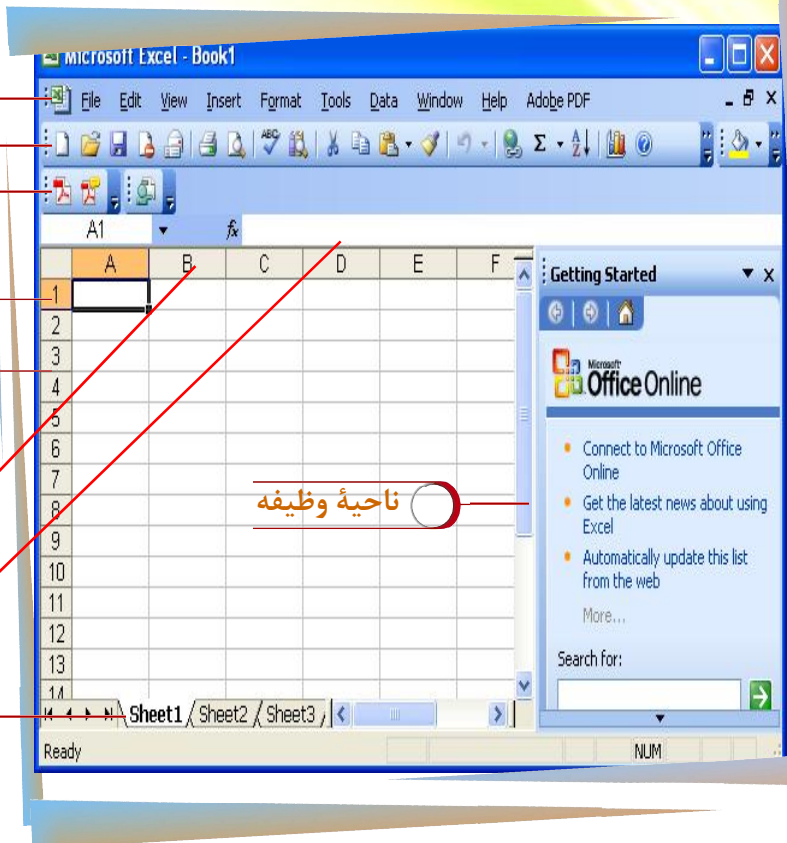 Microsoft Excel - Book1
File Edit View Insert Format Tools Data Window Help Adobe PDF
ABC Σ
A1 fx
A B C D E F
Getting Started
1
2
3
Microsoft
Office Online
4
5
6
Connect to Microsoft Office
Online
7
Get the latest news about using
Excel
8
ناحیهٔ وظیفه
9
Automatically update this list
from the web
10
11
More...
12
13
Search for:
14
Sheet1 Sheet2 Sheet3
Ready
NUM